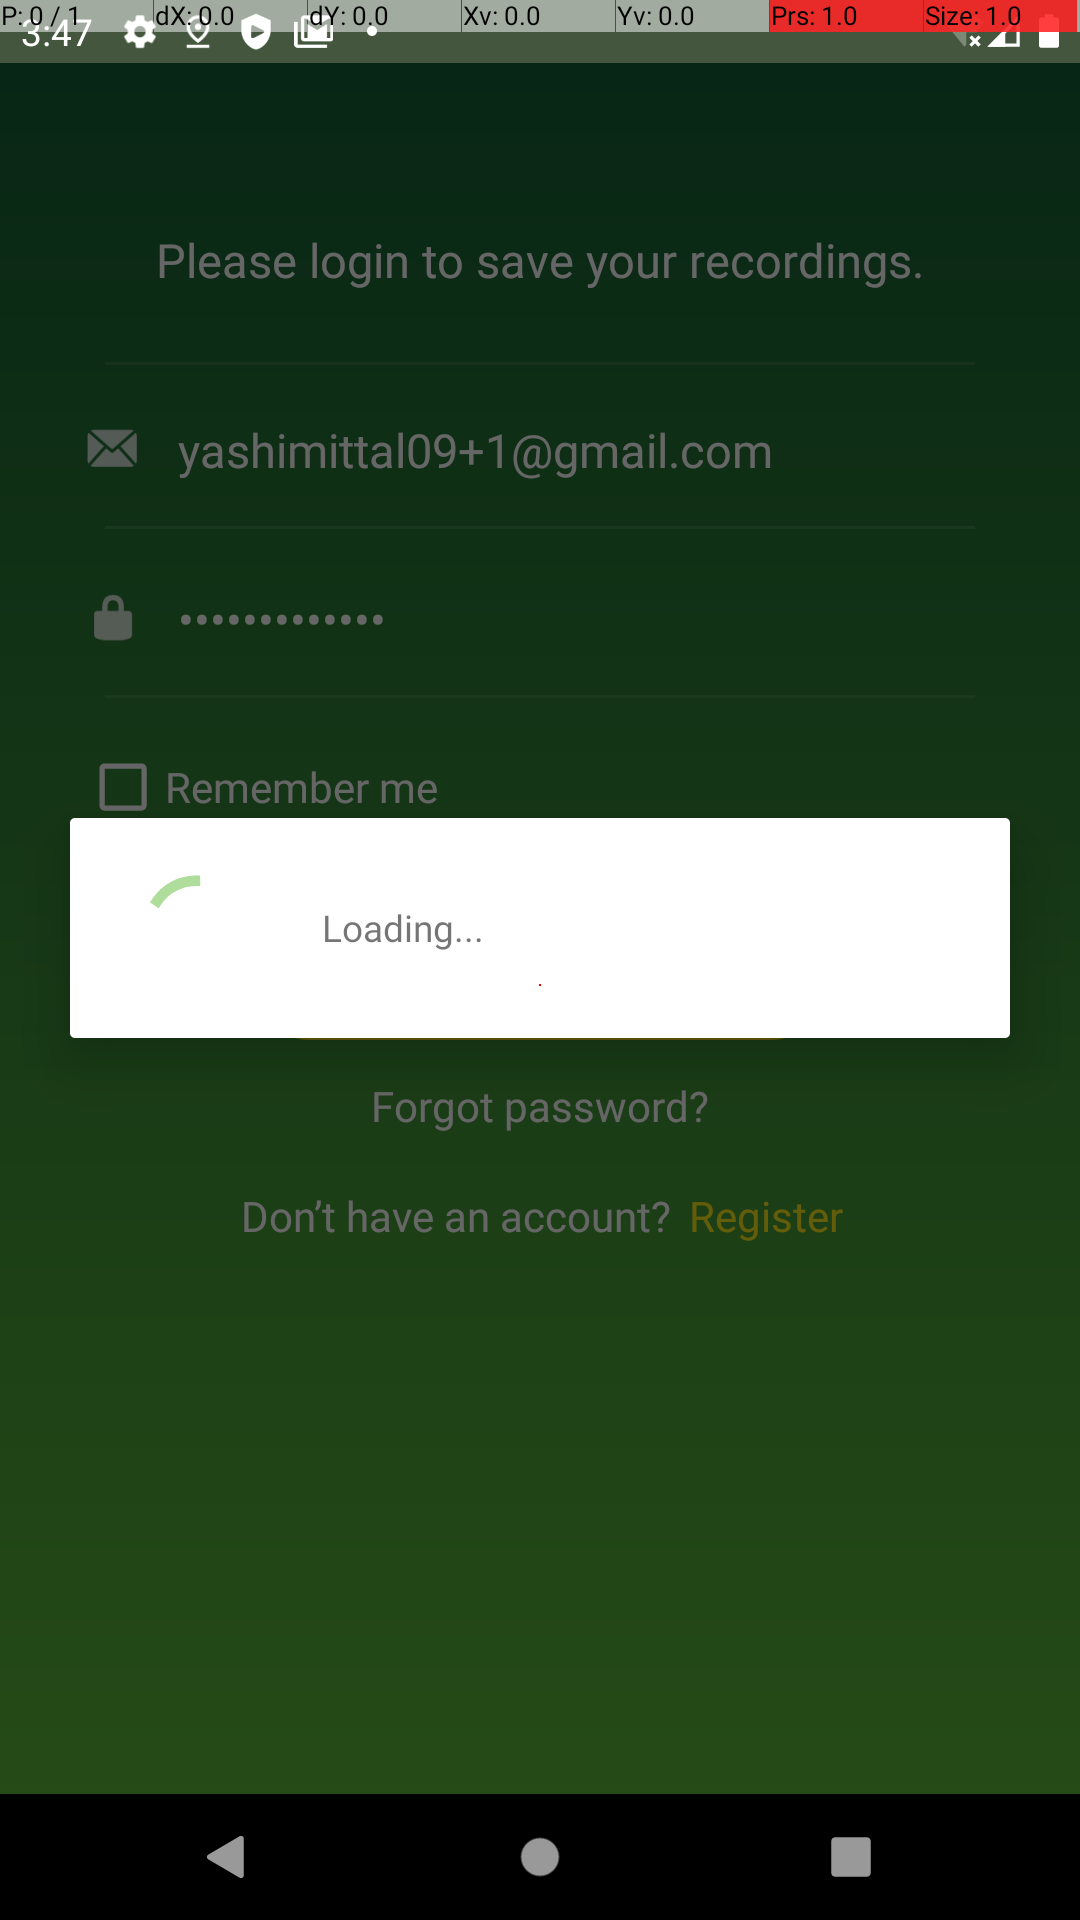 P: 0 / 1 dX: 0.0 dY: 0.0 Xv: 0.0 Yv: 0.0 Prs: 1.0 Size: 1.0
3:47
Please login to save your recordings.
yashimittal09+1@gmail.com
•••••••••••••
Remember me
Loading...
Forgot password?
Don’t have an account? Register